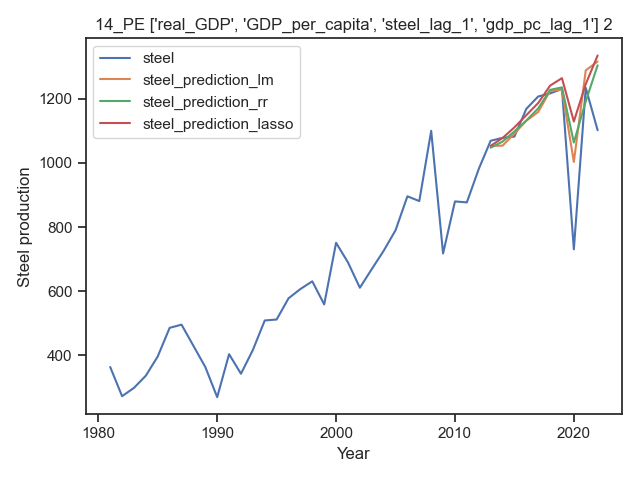 14_PE ['real_GDP', 'GDP_per_capita', 'steel_lag_1', 'gdp_pc_lag_1'] 2
steel
steel_prediction_lm
steel_prediction_rr
steel_prediction_lasso
1200
1000
800
600
400
Steel production
1980
1990
2000
2010
2020
Year